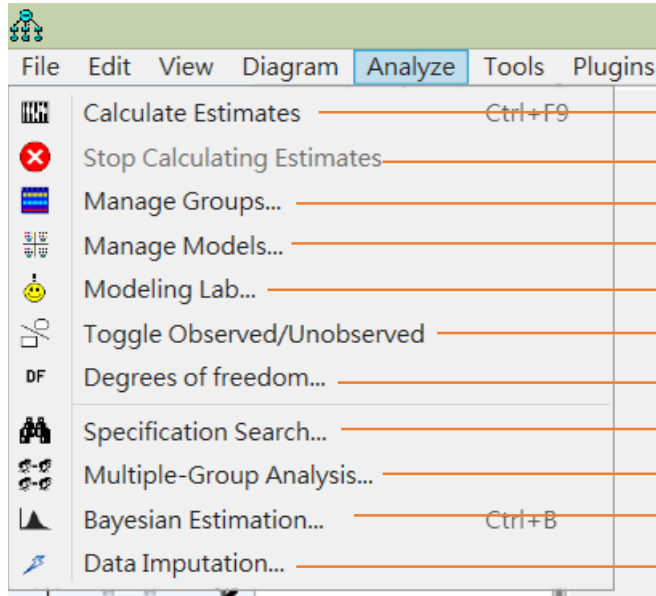 File Edit View Diagram Analyze Tools Plugins
Calculate Estimates Ctrl+F9
Stop Calculating Estimates
Manage Groups...
Manage Models...
Modeling Lab...
Toggle Observed/Unobserved
DF Degrees of freedom...
Specification Search...
Multiple-Group Analysis...
Bayesian Estimation... Ctrl+B
Data Imputation...